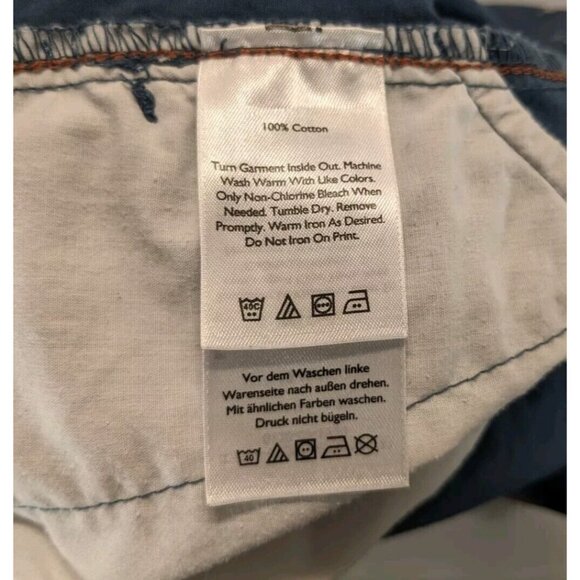 100% Cotton
Turn Garment Inside Out. Machine
Wash Warm With Like Colors.
Only Non-Chlorine Bleach When
Needed. Tumble Dry. Remove
Promptly. Warm Iron As Desired.
Do Not Iron On Print.
40C
Vor dem Waschen linke
Warenseite nach außen drehen.
Mit ähnlichen Farben waschen.
Druck nicht bügeln.
40